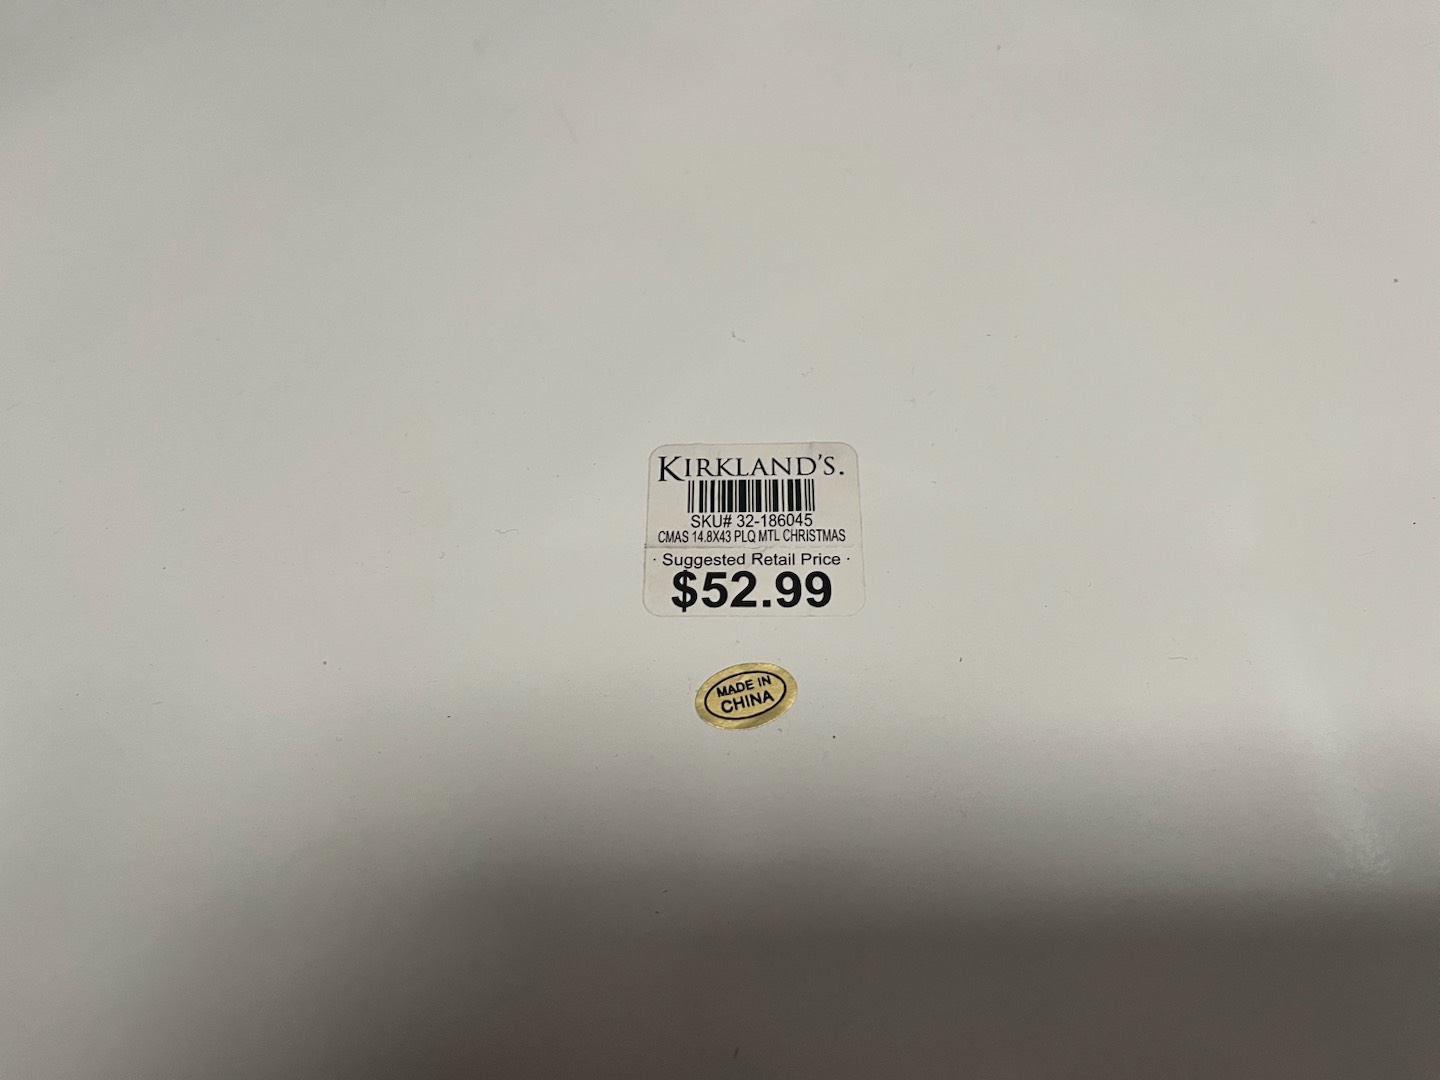 KIRKLAND'S.
SKU# 32-186045
CMAS 14.8X43 PLQ MTL CHRISTMAS
· Suggested Retail Price ·
$52.99
MADE IN
CHINA